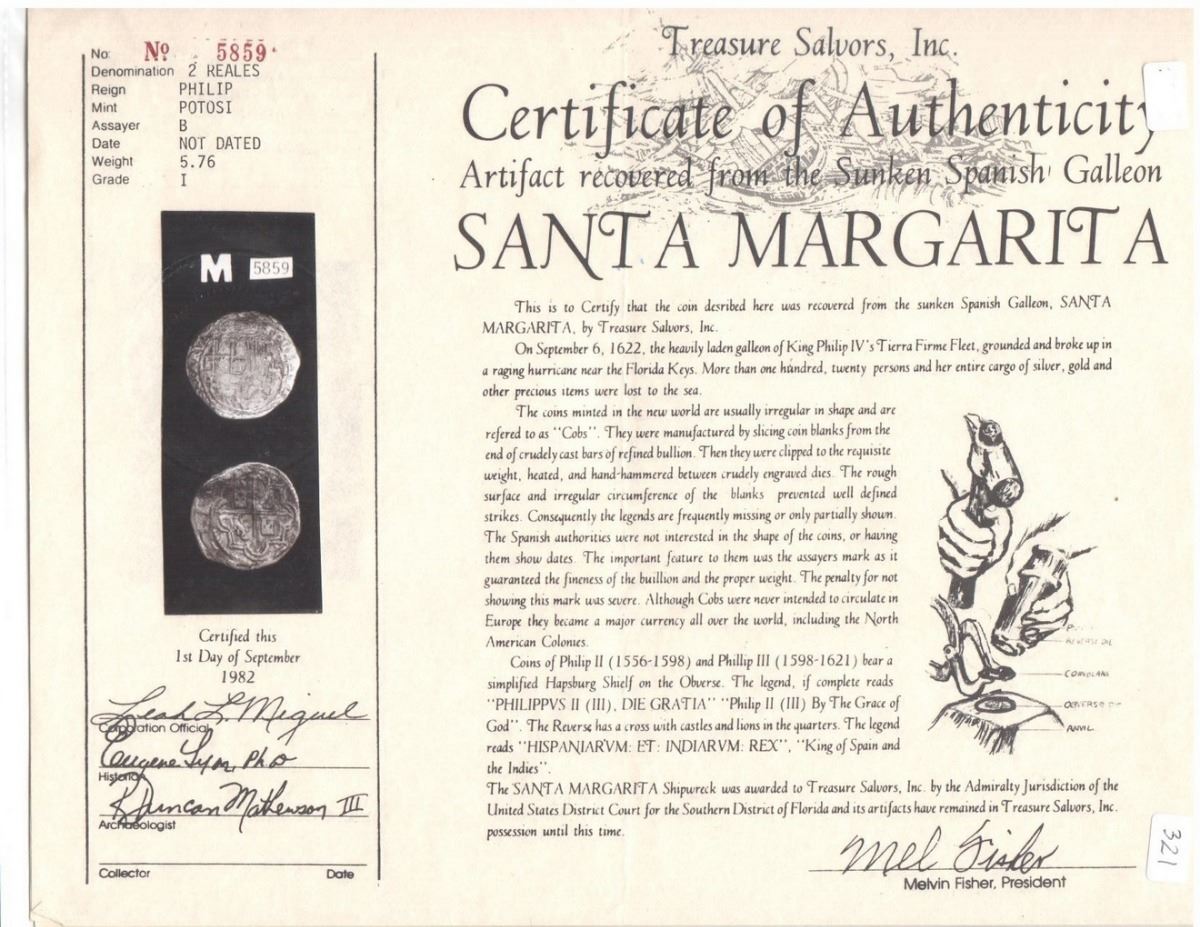 No: Nº 5859
Denomination 2 REALES
Reign PHILIP
Mint POTOSI
Assayer B
Date NOT DATED
Weight 5.76
Grade I
M 5859
Certified this
1st Day of September
1982
Leah L. Miguel
Corporation Official
Eugene Lyon, PhD
Historian
R Duncan Mathewson III
Archaeologist
Collector Date
Treasure Salvors, Inc.
Certificate of Authenticity
Artifact recovered from the Sunken Spanish Galleon
SANTA MARGARITA
This is to Certify that the coin desribed here was recovered from the sunken Spanish Galleon, SANTA
MARGARITA, by Treasure Salvors, Inc.
On September 6, 1622, the heavily laden galleon of King Philip IV's Tierra Firme Fleet, grounded and broke up in
a raging hurricane near the Florida Keys. More than one hundred, twenty persons and her entire cargo of silver, gold and
other precious items were lost to the sea.
The coins minted in the new world are usually irregular in shape and are
refered to as "Cobs". They were manufactured by slicing coin blanks from the
end of crudely cast bars of refined bullion. Then they were clipped to the requisite
weight, heated, and hand-hammered between crudely engraved dies. The rough
surface and irregular circumference of the blanks prevented well defined
strikes. Consequently the legends are frequently missing or only partially shown.
The Spanish authorities were not interested in the shape of the coins, or having
them show dates. The important feature to them was the assayers mark as it
guaranteed the fineness of the buillion and the proper weight. The penalty for not
showing this mark was severe. Although Cobs were never intended to circulate in
Europe they became a major currency all over the world, including the North
American Colonies.
Coins of Philip II (1556-1598) and Phillip III (1598-1621) bear a
simplified Hapsburg Shielf on the Obverse. The legend, if complete reads
"PHILIPPVS II (III), DIE GRATIA" "Philip II (III) By The Grace of
God". The Reverse has a cross with castles and lions in the quarters. The legend
reads "HISPANIARVM: ET: INDIARVM: REX", "King of Spain and
the Indies".
REVERSE DIE
COINBLANK
OBVERSE
ANVIL
The SANTA MARGARITA Shipwreck was awarded to Treasure Salvors, Inc. by the Admiralty Jurisdiction of the
United States District Court for the Southern District of Florida and its artifacts have remained in Treasure Salvors, Inc.
possession until this time.
Mel Fisher
Melvin Fisher, President
321